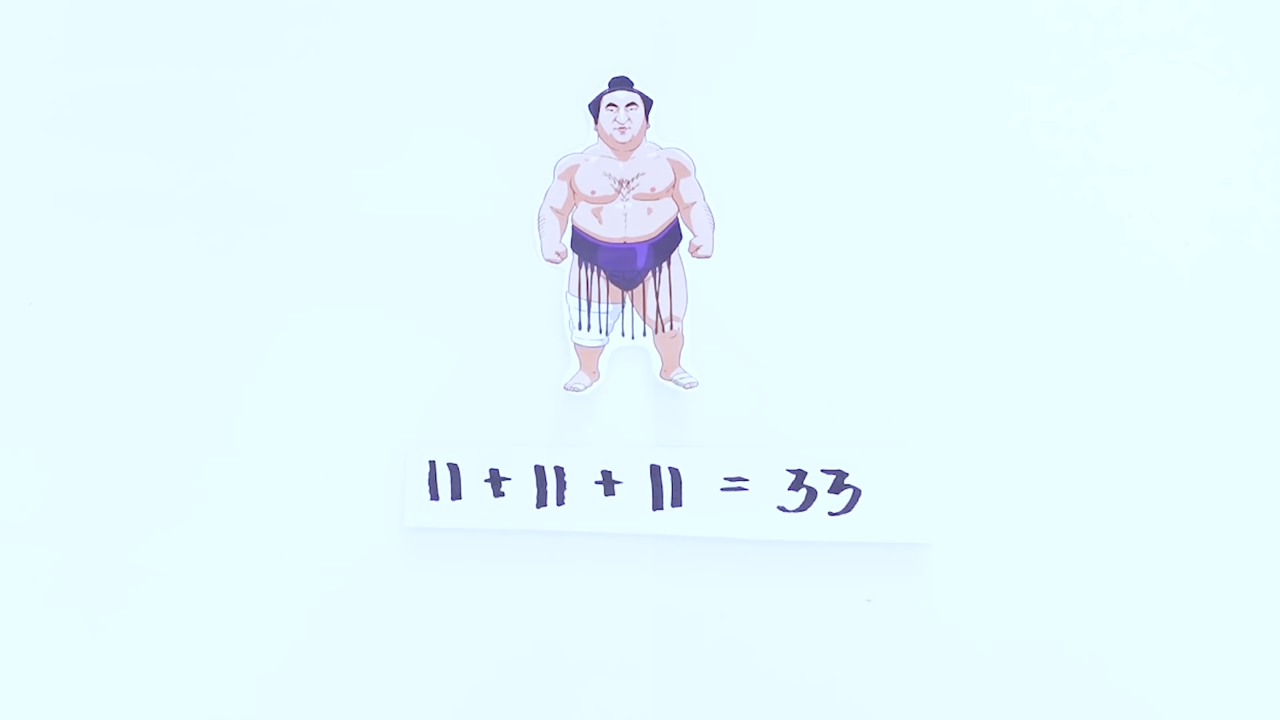 11 + 11 + 11 = 33